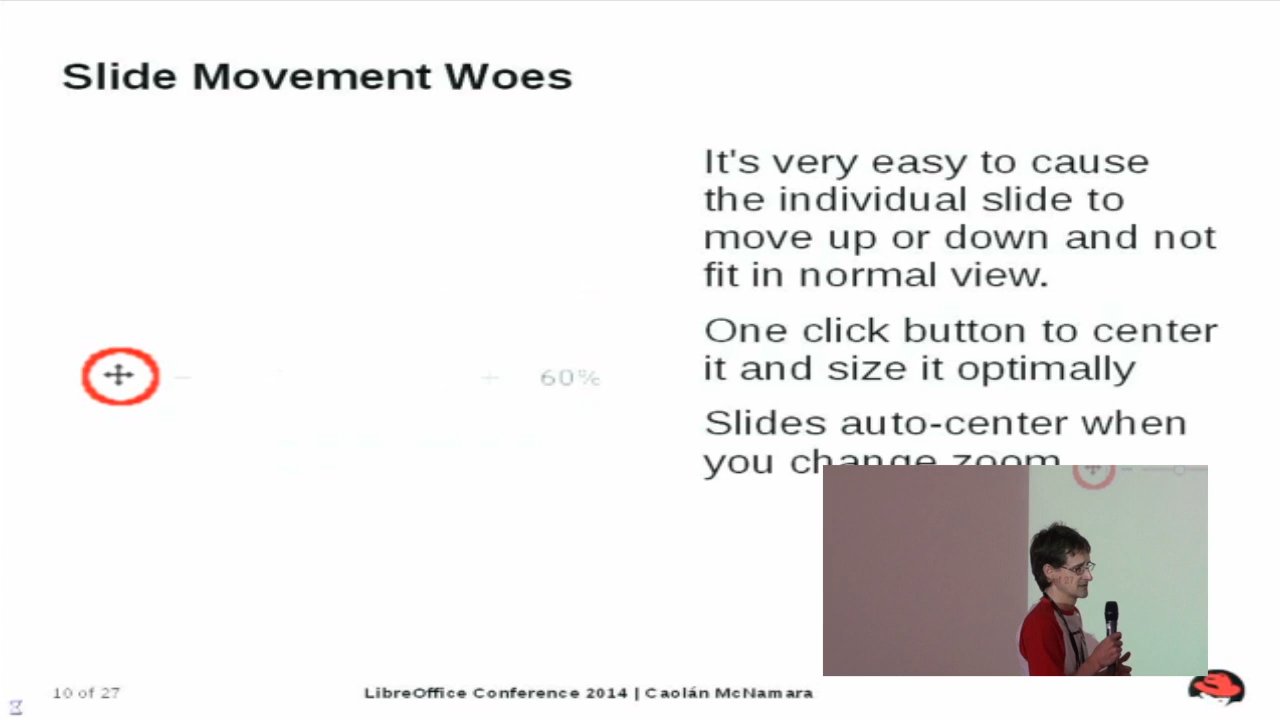 Slide Movement Woes
It's very easy to cause
the individual slide to
move up or down and not
fit in normal view.
One click button to center
it and size it optimally
Slides auto-center when
you change zoom
− + 60%
10 of 27
LibreOffice Conference 2014 | Caolán McNamara